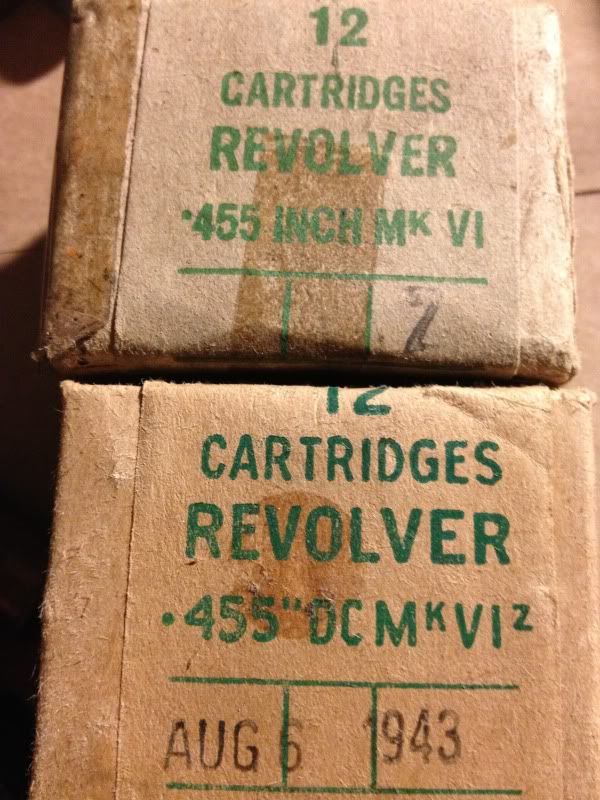 12
CARTRIDGES
REVOLVER
·455 INCH MK VI
12
CARTRIDGES
REVOLVER
·455" DC MK VI Z
AUG 6 1943